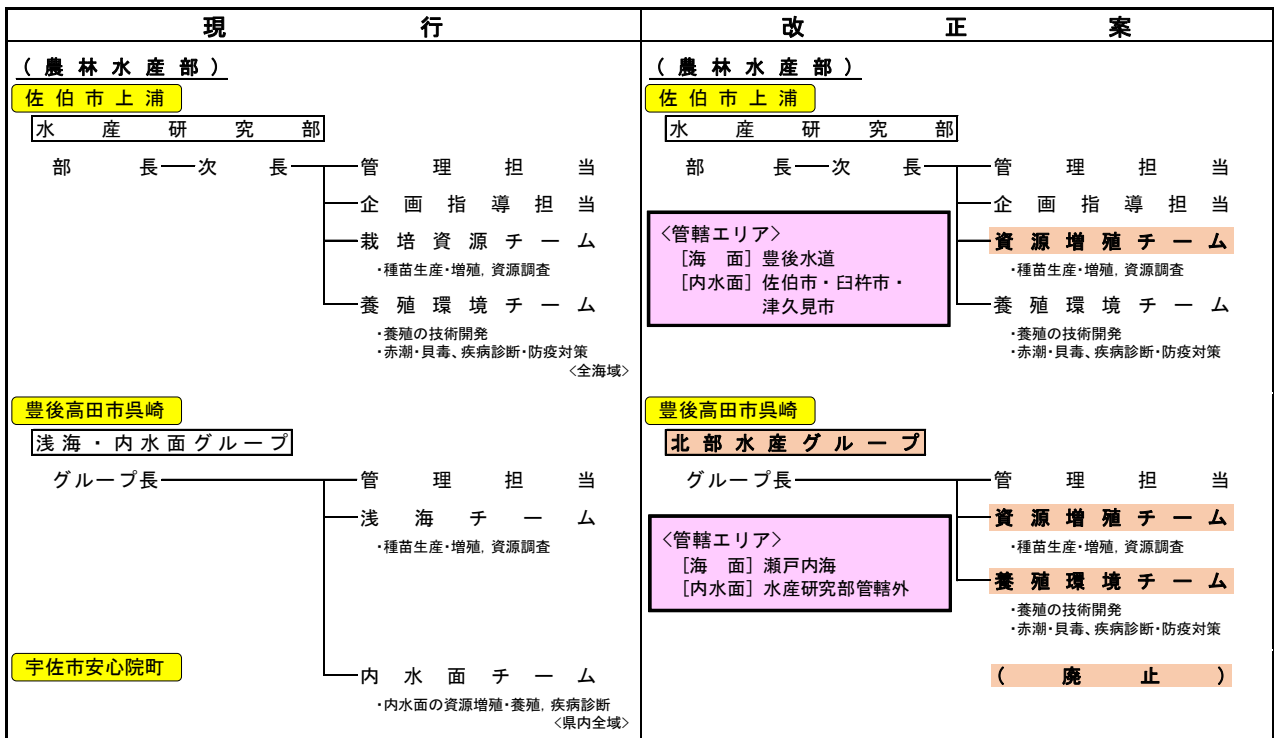 現行
(農林水産部)
佐伯市上浦
水産研究部
部長 次長 管理担当
企画指導担当
栽培資源チーム
・種苗生産・増殖，資源調査
養殖環境チーム
・養殖の技術開発
・赤潮・貝毒、疾病診断・防疫対策
<全海域>
豊後高田市呉崎
浅海・内水面グループ
グループ長 管理担当
浅海チーム
・種苗生産・増殖，資源調査
宇佐市安心院町
内水面チーム
・内水面の資源増殖・養殖，疾病診断
<県内全域>
改正案
(農林水産部)
佐伯市上浦
水産研究部
部長 次長 管理担当
企画指導担当
資源増殖チーム
・種苗生産・増殖，資源調査
養殖環境チーム
・養殖の技術開発
・赤潮・貝毒、疾病診断・防疫対策
<管轄エリア>
［海　面］豊後水道
［内水面］佐伯市・臼杵市・
津久見市
豊後高田市呉崎
北部水産グループ
グループ長 管理担当
資源増殖チーム
・種苗生産・増殖，資源調査
養殖環境チーム
・養殖の技術開発
・赤潮・貝毒、疾病診断・防疫対策
<管轄エリア>
［海　面］瀬戸内海
［内水面］水産研究部管轄外
(廃止)